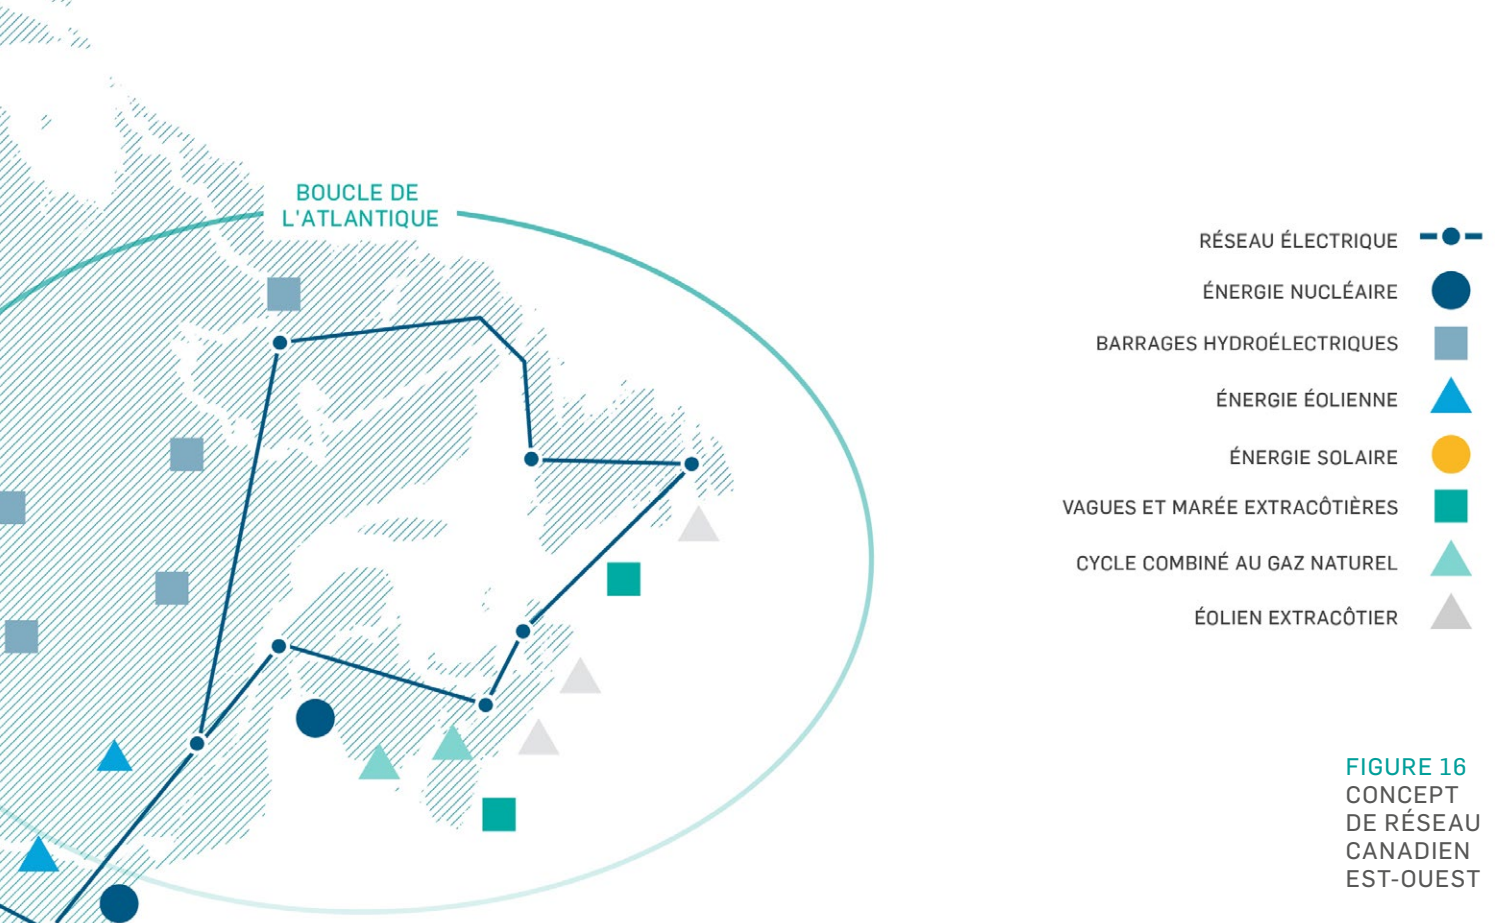 BOUCLE DE
L'ATLANTIQUE
RÉSEAU ÉLECTRIQUE
ÉNERGIE NUCLÉAIRE
BARRAGES HYDROÉLECTRIQUES
ÉNERGIE ÉOLIENNE
ÉNERGIE SOLAIRE
VAGUES ET MARÉE EXTRACÔTIÈRES
CYCLE COMBINÉ AU GAZ NATUREL
ÉOLIEN EXTRACÔTIER
FIGURE 16
CONCEPT
DE RÉSEAU
CANADIEN
EST-OUEST